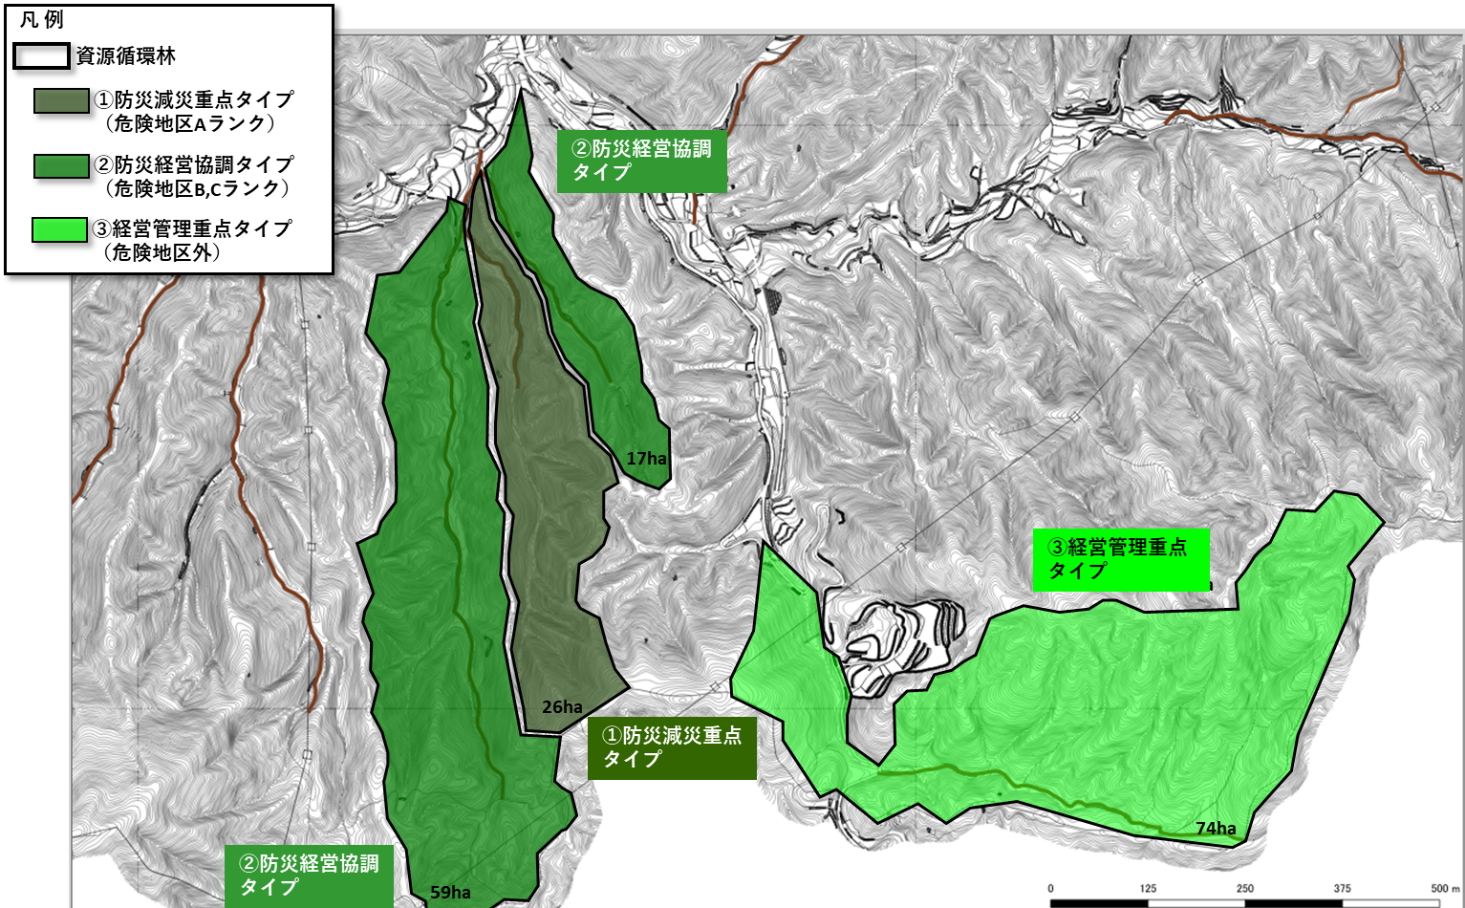 凡 例
資源循環林
①防災減災重点タイプ
（危険地区Aランク）
②防災経営協調タイプ
（危険地区B,Cランク）
③経営管理重点タイプ
（危険地区外）
②防災経営協調
タイプ
17ha
③経営管理重点
タイプ
26ha
①防災減災重点
タイプ
74ha
②防災経営協調
タイプ
59ha
0 125 250 375 500 m